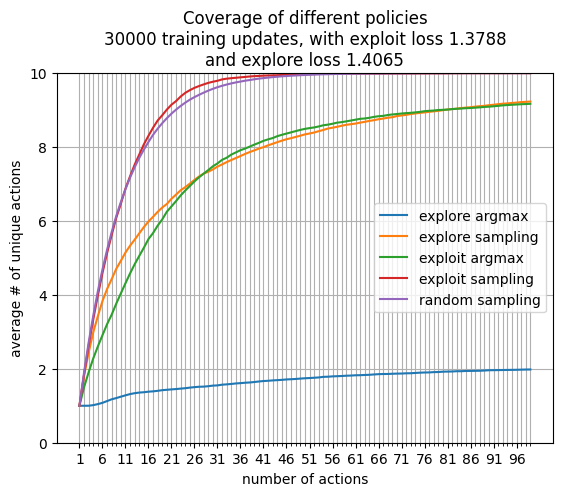 Coverage of different policies
30000 training updates, with exploit loss 1.3788
and explore loss 1.4065
10
8
6
4
2
0
average # of unique actions
explore argmax
explore sampling
exploit argmax
exploit sampling
random sampling
1 6 11 16 21 26 31 36 41 46 51 56 61 66 71 76 81 86 91 96
number of actions